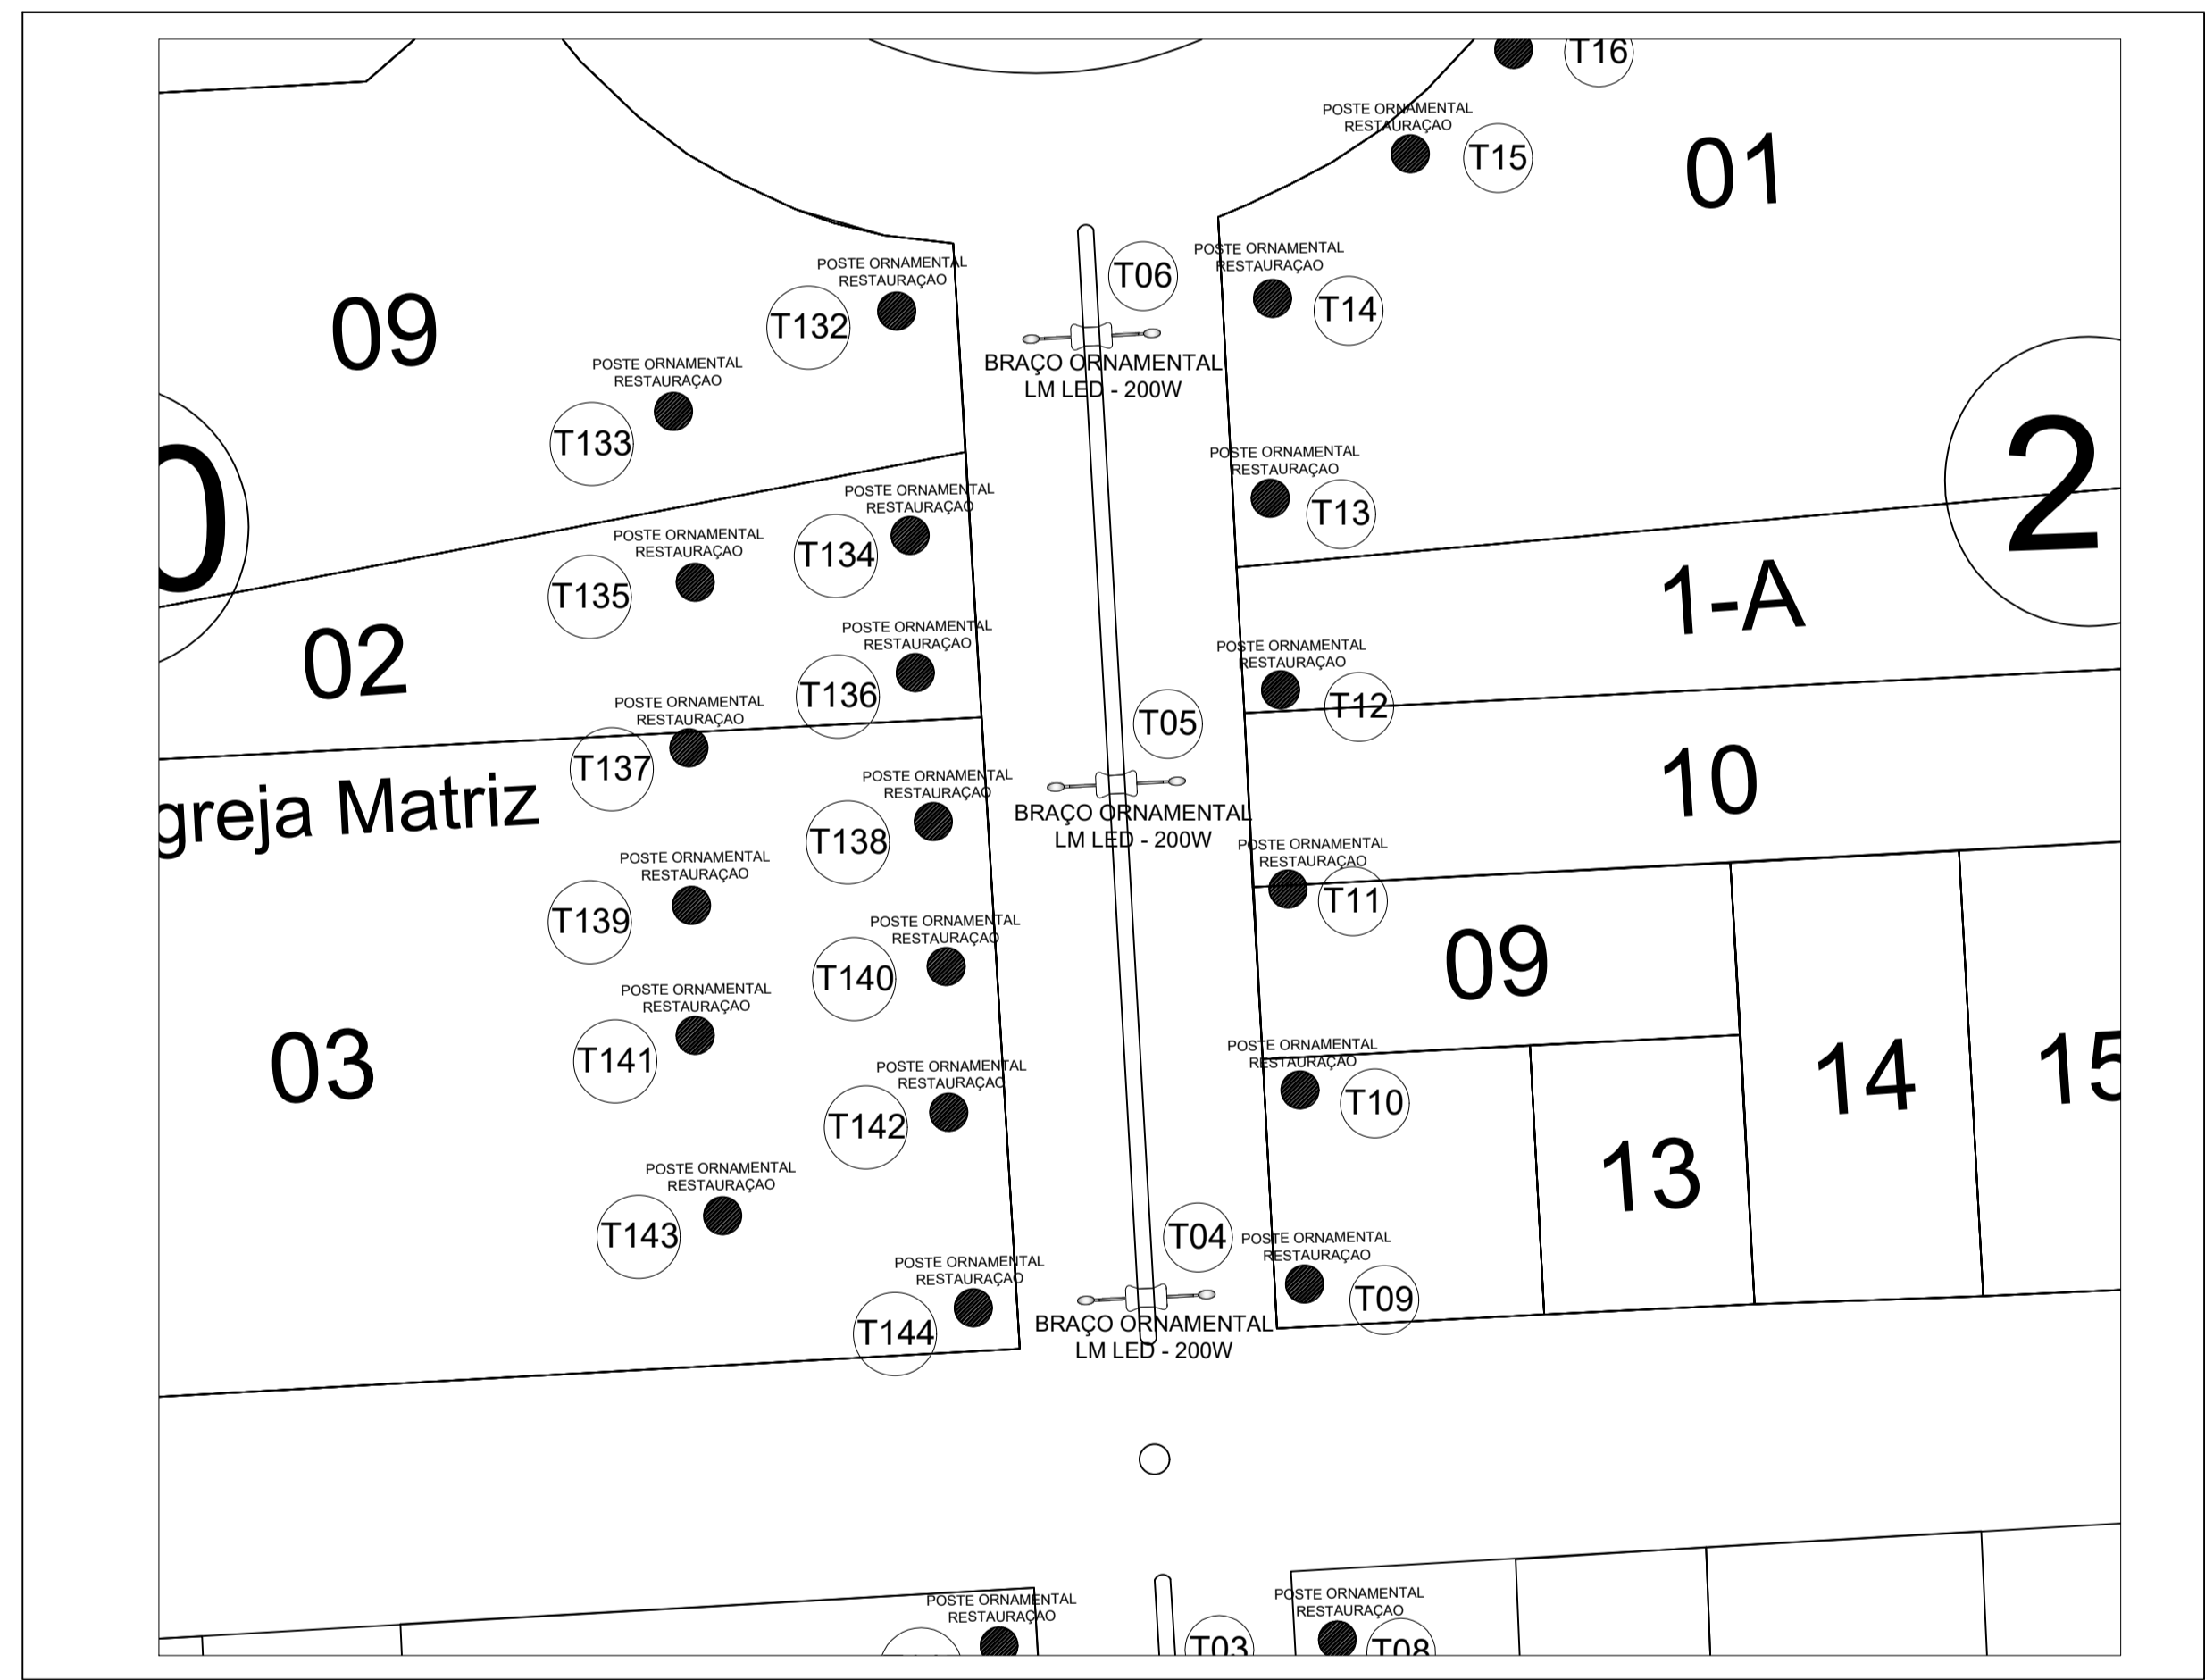 T16
POSTE ORNAMENTAL
RESTAURAÇAO
T15
01
POSTE ORNAMENTAL
RESTAURAÇAO
T14
T06
POSTE ORNAMENTAL
RESTAURAÇAO
T132
09
BRAÇO ORNAMENTAL
LM LED - 200W
POSTE ORNAMENTAL
RESTAURAÇAO
T133
0
2
POSTE ORNAMENTAL
RESTAURAÇAO
T13
POSTE ORNAMENTAL
RESTAURAÇAO
T134
POSTE ORNAMENTAL
RESTAURAÇAO
T135
1-A
02
POSTE ORNAMENTAL
RESTAURAÇAO
T136
POSTE ORNAMENTAL
RESTAURAÇAO
T12
T05
POSTE ORNAMENTAL
RESTAURAÇAO
T137
10
greja Matriz
POSTE ORNAMENTAL
RESTAURAÇAO
T138
BRAÇO ORNAMENTAL
LM LED - 200W
POSTE ORNAMENTAL
RESTAURAÇAO
T11
POSTE ORNAMENTAL
RESTAURAÇAO
T139
09
POSTE ORNAMENTAL
RESTAURAÇAO
T140
POSTE ORNAMENTAL
RESTAURAÇAO
T141
03
POSTE ORNAMENTAL
RESTAURAÇAO
T142
POSTE ORNAMENTAL
RESTAURAÇAO
T10
14
15
13
POSTE ORNAMENTAL
RESTAURAÇAO
T143
T04
POSTE ORNAMENTAL
RESTAURAÇAO
T09
POSTE ORNAMENTAL
RESTAURAÇAO
T144
BRAÇO ORNAMENTAL
LM LED - 200W
POSTE ORNAMENTAL
RESTAURAÇAO
T03
POSTE ORNAMENTAL
RESTAURAÇAO
T08